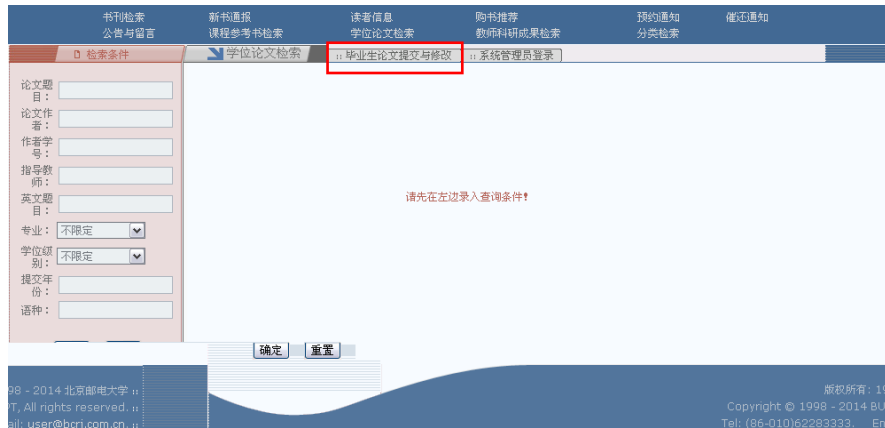 书刊检索 新书通报 读者信息 购书推荐 预约通知 催还通知
公告与留言 课程参考书检索 学位论文检索 教师科研成果检索 分类检索
检索条件 学位论文检索 :: 毕业生论文提交与修改 :: 系统管理员登录
论文题
目：
论文作
者：
作者学
号：
指导教
师：
英文题
目：
请先在左边录入查询条件!
专业： 不限定
学位级
别： 不限定
提交年
份：
语种：
确定 重置
98 - 2014 北京邮电大学 ::
版权所有: 19
PT, All rights reserved. ::
Copyright © 1998 - 2014 BU
ail: user@bcri.com.cn. ::
Tel: (86-010)62283333. Em